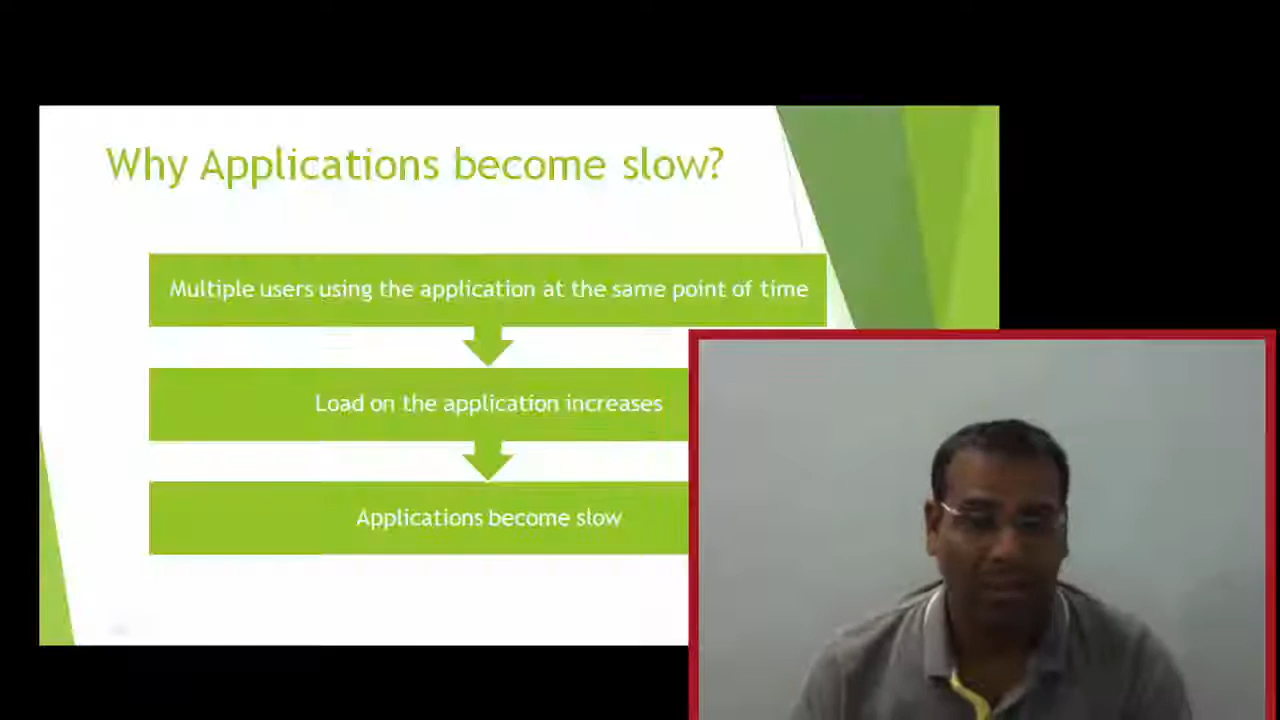 Why Applications become slow?
Multiple users using the application at the same point of time
Load on the application increases
Applications become slow